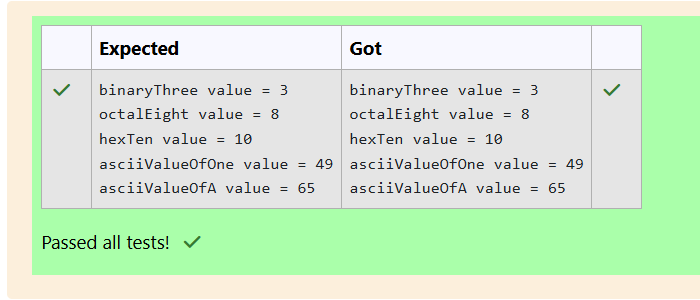 Expected Got
binaryThree value = 3 binaryThree value = 3
octalEight value = 8 octalEight value = 8
hexTen value = 10 hexTen value = 10
asciiValueOfOne value = 49 asciiValueOfOne value = 49
asciiValueOfA value = 65 asciiValueOfA value = 65
Passed all tests!